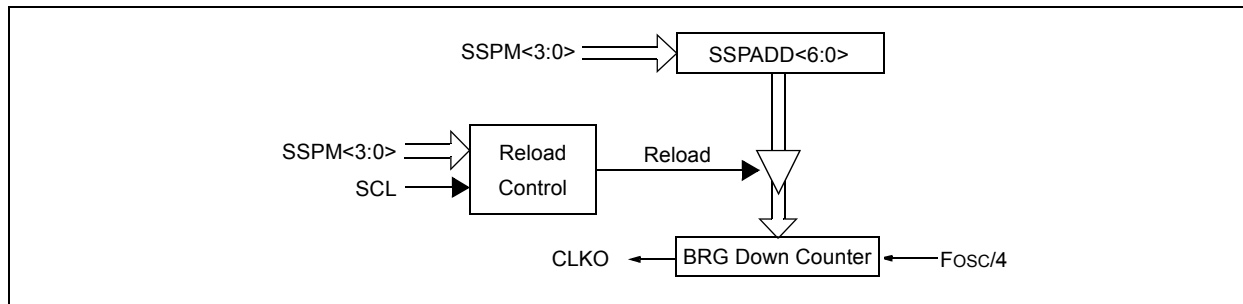 SSPM<3:0>
SSPADD<6:0>
SSPM<3:0>
SCL
Reload
Control
Reload
CLKO
BRG Down Counter
FOSC/4